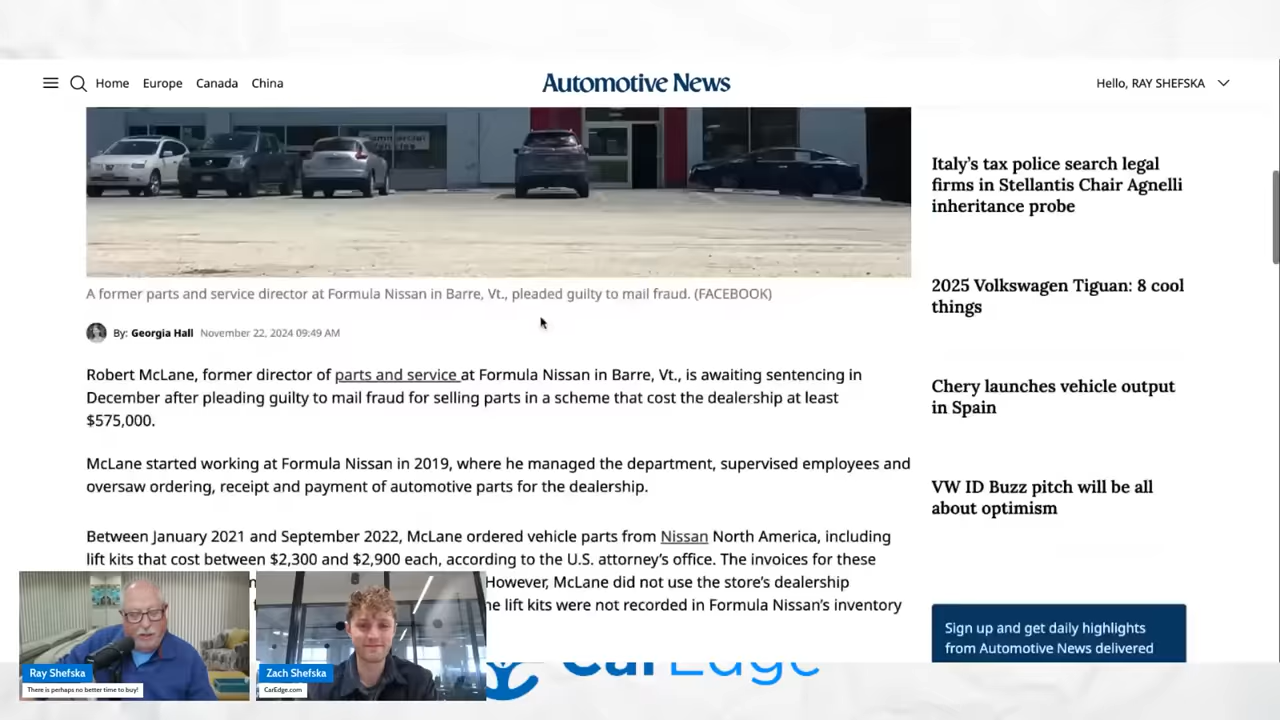 Home Europe Canada China
Automotive News
Hello, RAY SHEFSKA
A former parts and service director at Formula Nissan in Barre, Vt., pleaded guilty to mail fraud. (FACEBOOK)
By: Georgia Hall November 22, 2024 09:49 AM
Robert McLane, former director of parts and service at Formula Nissan in Barre, Vt., is awaiting sentencing in
December after pleading guilty to mail fraud for selling parts in a scheme that cost the dealership at least
$575,000.
McLane started working at Formula Nissan in 2019, where he managed the department, supervised employees and
oversaw ordering, receipt and payment of automotive parts for the dealership.
Between January 2021 and September 2022, McLane ordered vehicle parts from Nissan North America, including
lift kits that cost between $2,300 and $2,900 each, according to the U.S. attorney’s office. The invoices for these
However, McLane did not use the store’s dealership
lift kits were not recorded in Formula Nissan’s inventory
Italy’s tax police search legal
firms in Stellantis Chair Agnelli
inheritance probe
2025 Volkswagen Tiguan: 8 cool
things
Chery launches vehicle output
in Spain
VW ID Buzz pitch will be all
about optimism
Sign up and get daily highlights
from Automotive News delivered
Ray Shefska
There is perhaps no better time to buy!
Zach Shefska
CarEdge.com
CarEdge